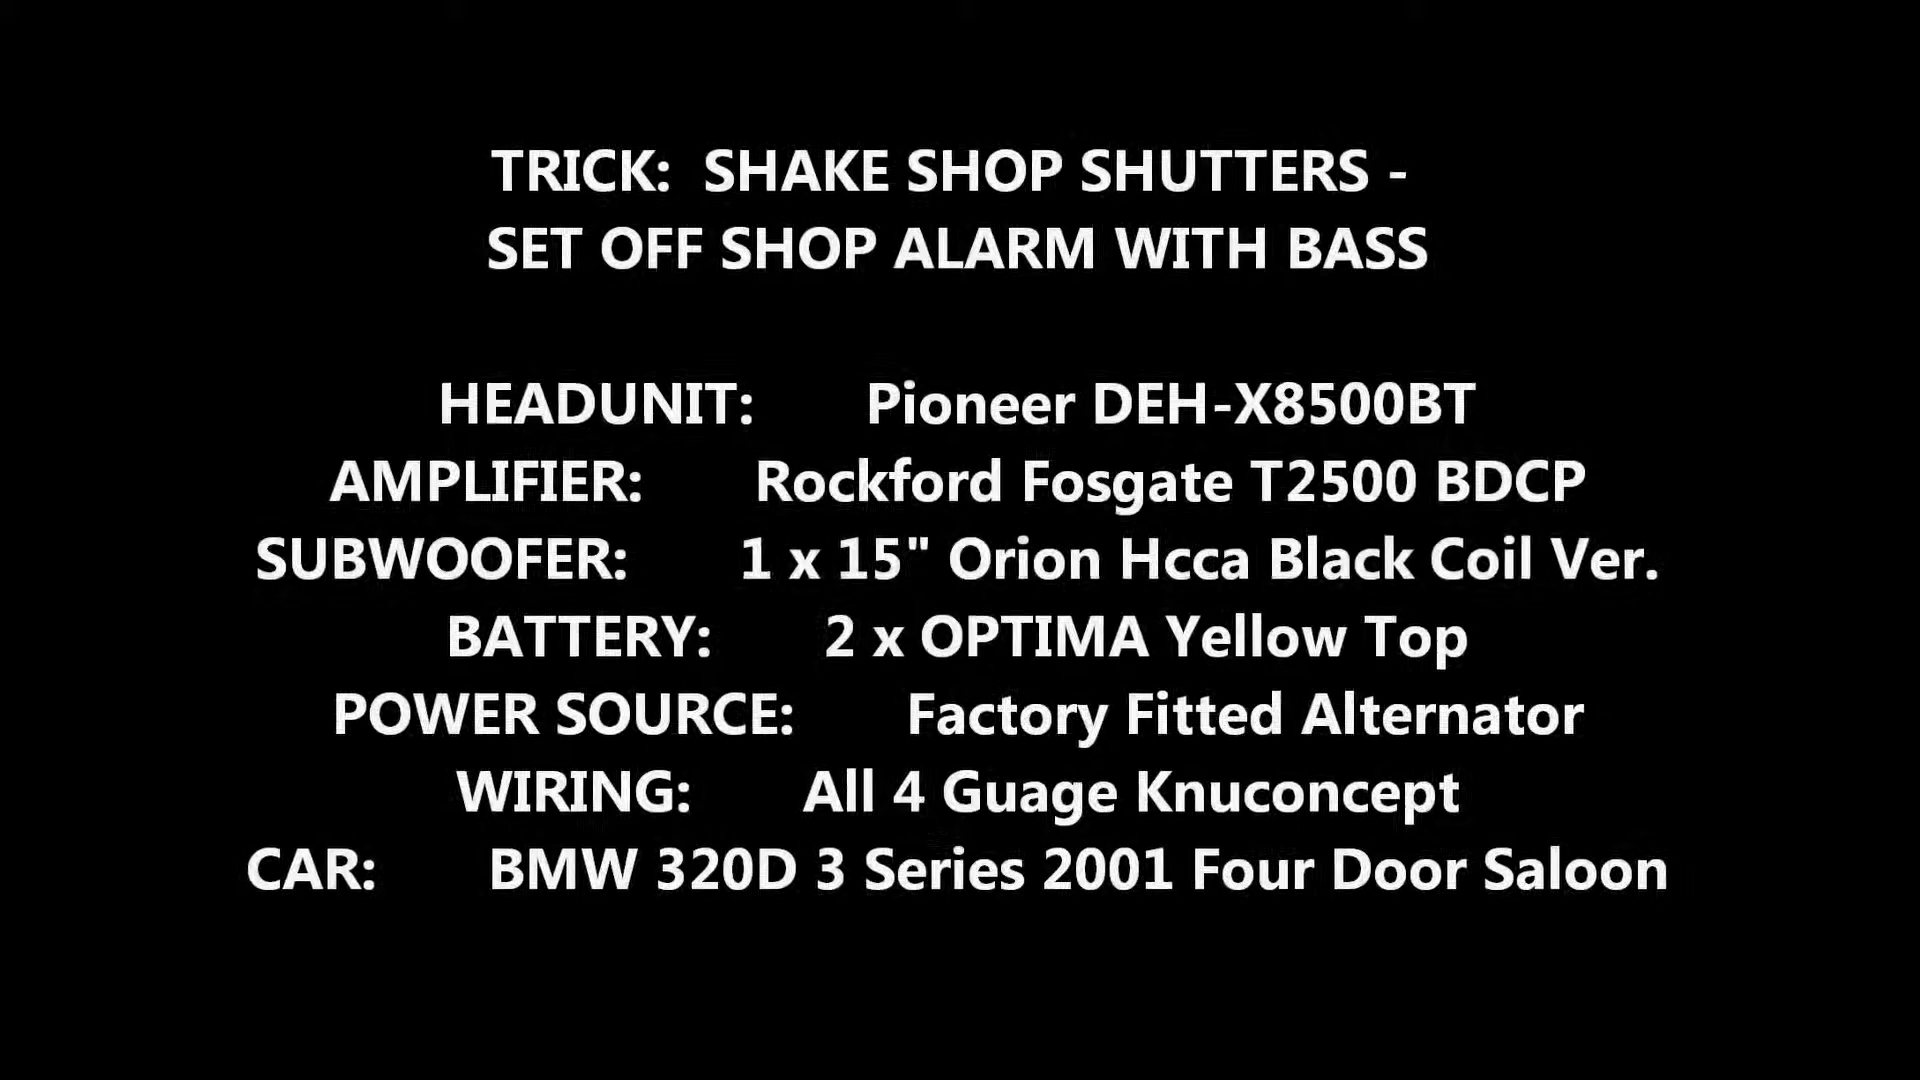 TRICK: SHAKE SHOP SHUTTERS -
SET OFF SHOP ALARM WITH BASS
HEADUNIT: Pioneer DEH-X8500BT
AMPLIFIER: Rockford Fosgate T2500 BDCP
SUBWOOFER: 1 x 15" Orion Hcca Black Coil Ver.
BATTERY: 2 x OPTIMA Yellow Top
POWER SOURCE: Factory Fitted Alternator
WIRING: All 4 Guage Knuconcept
CAR: BMW 320D 3 Series 2001 Four Door Saloon